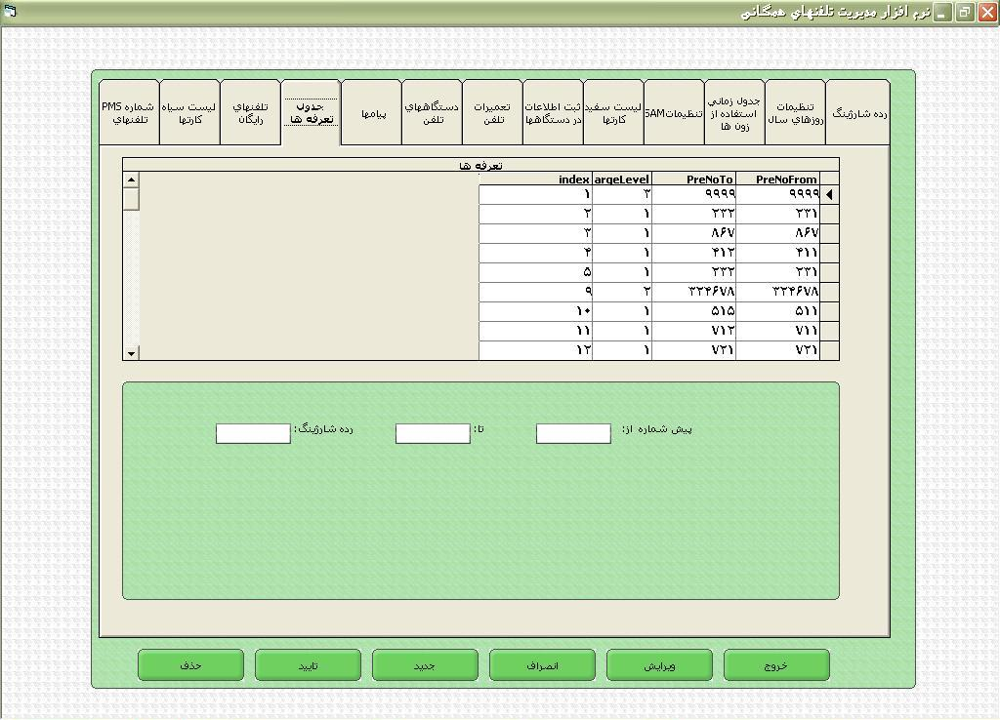 نرم افزار مديريت تلفنهاي همگاني
رده شارژينگ
تنظيمات
روزهاي سال
جدول زماني
استفاده از
زون ها
تنظيماتSAM
ليست سفيد
كارتها
ثبت اطلاعات
در دستگاهها
تعميرات
تلفن
دستگاههاي
تلفن
پيامها
جدول
تعرفه ها
تلفنهاي
رايگان
ليست سياه
كارتها
شماره PMS
تلفنهاي
تعرفه ها
PreNoFrom PreNoTo argeLevel index
۹۹۹۹ ۹۹۹۹ ۳ ۱
۲۳۱ ۲۳۲ ۱ ۲
۸۶۷ ۸۶۷ ۱ ۳
۴۱۱ ۴۱۲ ۱ ۴
۳۳۱ ۳۳۲ ۱ ۵
۲۳۴۶۷۸ ۲۳۴۶۷۸ ۲ ۹
۵۱۱ ۵۱۵ ۱ ۱۰
۷۱۱ ۷۱۲ ۱ ۱۱
۷۲۱ ۷۲۱ ۱ ۱۲
پيش شماره از:
تا:
رده شارژينگ:
خروج
ويرايش
انصراف
جديد
تاييد
حذف